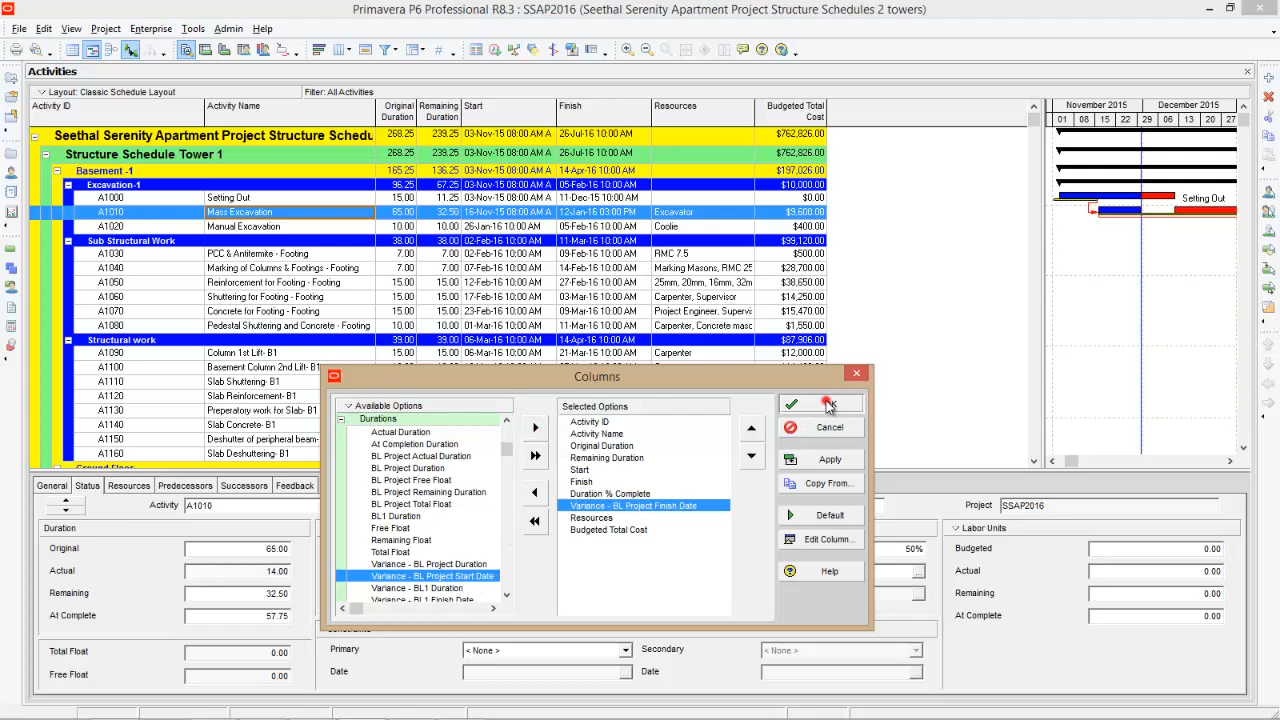 Primavera P6 Professional R8.3 : SSAP2016 (Seethal Serenity Apartment Project Structure Schedules 2 towers)
File Edit View Project Enterprise Tools Admin Help
Activities
Layout: Classic Schedule Layout Filter: All Activities
Activity ID Activity Name Original Duration Remaining Duration Start Finish Resources Budgeted Total Cost
November 2015 December 2015
01 08 15 22 29 06 13 20 27
Seethal Serenity Apartment Project Structure Schedu 268.25 239.25 03-Nov-15 08:00 AM A 26-Jul-16 10:00 AM $762,826.00
Structure Schedule Tower 1 268.25 239.25 03-Nov-15 08:00 AM A 26-Jul-16 10:00 AM $762,826.00
Basement -1 165.25 136.25 03-Nov-15 08:00 AM A 14-Apr-16 10:00 AM $197,026.00
Excavation-1 96.25 67.25 03-Nov-15 08:00 AM A 05-Feb-16 10:00 AM $10,000.00
A1000 Setting Out 15.00 11.25 03-Nov-15 08:00 AM A 11-Dec-15 10:00 AM $0.00
Setting Out
A1010 Mass Excavation 65.00 32.50 16-Nov-15 08:00 AM A 12-Jan-16 03:00 PM Excavator $9,600.00
A1020 Manual Excavation 10.00 10.00 26-Jan-16 10:00 AM 05-Feb-16 10:00 AM Coolie $400.00
Sub Structural Work 38.00 38.00 02-Feb-16 10:00 AM 11-Mar-16 10:00 AM $99,120.00
A1030 PCC & Antitermite - Footing 7.00 7.00 02-Feb-16 10:00 AM 09-Feb-16 10:00 AM RMC 7.5 $500.00
A1040 Marking of Columns & Footings - Footing 7.00 7.00 07-Feb-16 10:00 AM 14-Feb-16 10:00 AM Marking Masons, RMC 25 $28,700.00
A1050 Reinforcement for Footing - Footing 15.00 15.00 12-Feb-16 10:00 AM 27-Feb-16 10:00 AM 25mm, 20mm, 16mm, 32m $38,650.00
A1060 Shuttering for Footing - Footing 15.00 15.00 17-Feb-16 10:00 AM 03-Mar-16 10:00 AM Carpenter, Supervisor $14,250.00
A1070 Concrete for Footing - Footing 15.00 15.00 23-Feb-16 10:00 AM 09-Mar-16 10:00 AM Project Engineer, Supervis $15,470.00
A1080 Pedestal Shuttering and Concrete - Footing 10.00 10.00 01-Mar-16 10:00 AM 11-Mar-16 10:00 AM Carpenter, Concrete masc $1,550.00
Structural work 39.00 39.00 06-Mar-16 10:00 AM 14-Apr-16 10:00 AM $87,906.00
A1090 Column 1st Lift- B1 15.00 15.00 06-Mar-16 10:00 AM 21-Mar-16 10:00 AM Carpenter $12,000.00
A1100 Basement Column 2nd Lift- B1
A1110 Slab Shuttering- B1
A1120 Slab Reinforcement- B1
A1130 Preperatory work for Slab- B1
A1140 Slab Concrete- B1
A1150 Deshutter of peripheral beam-
A1160 Slab Deshuttering- B1
Ground Floor
Columns
Available Options
Durations
Actual Duration
At Completion Duration
BL Project Actual Duration
BL Project Duration
BL Project Free Float
BL Project Remaining Duration
BL Project Total Float
BL1 Duration
Free Float
Remaining Float
Total Float
Variance - BL Project Duration
Variance - BL Project Start Date
Variance - BL1 Duration
Variance - BL1 Finish Date
Selected Options
Activity ID
Activity Name
Original Duration
Remaining Duration
Start
Finish
Duration % Complete
Variance - BL Project Finish Date
Resources
Budgeted Total Cost
Cancel
Apply
Copy From...
Default
Edit Column...
Help
General Status Resources Predecessors Successors Feedback
Activity A1010 Project SSAP2016
Duration
Original 65.00
Actual 14.00
Remaining 32.50
At Complete 57.75
Total Float 0.00
Free Float 0.00
50%
Primary < None > Secondary < None >
Date Date
Labor Units
Budgeted 0.00
Actual 0.00
Remaining 0.00
At Complete 0.00